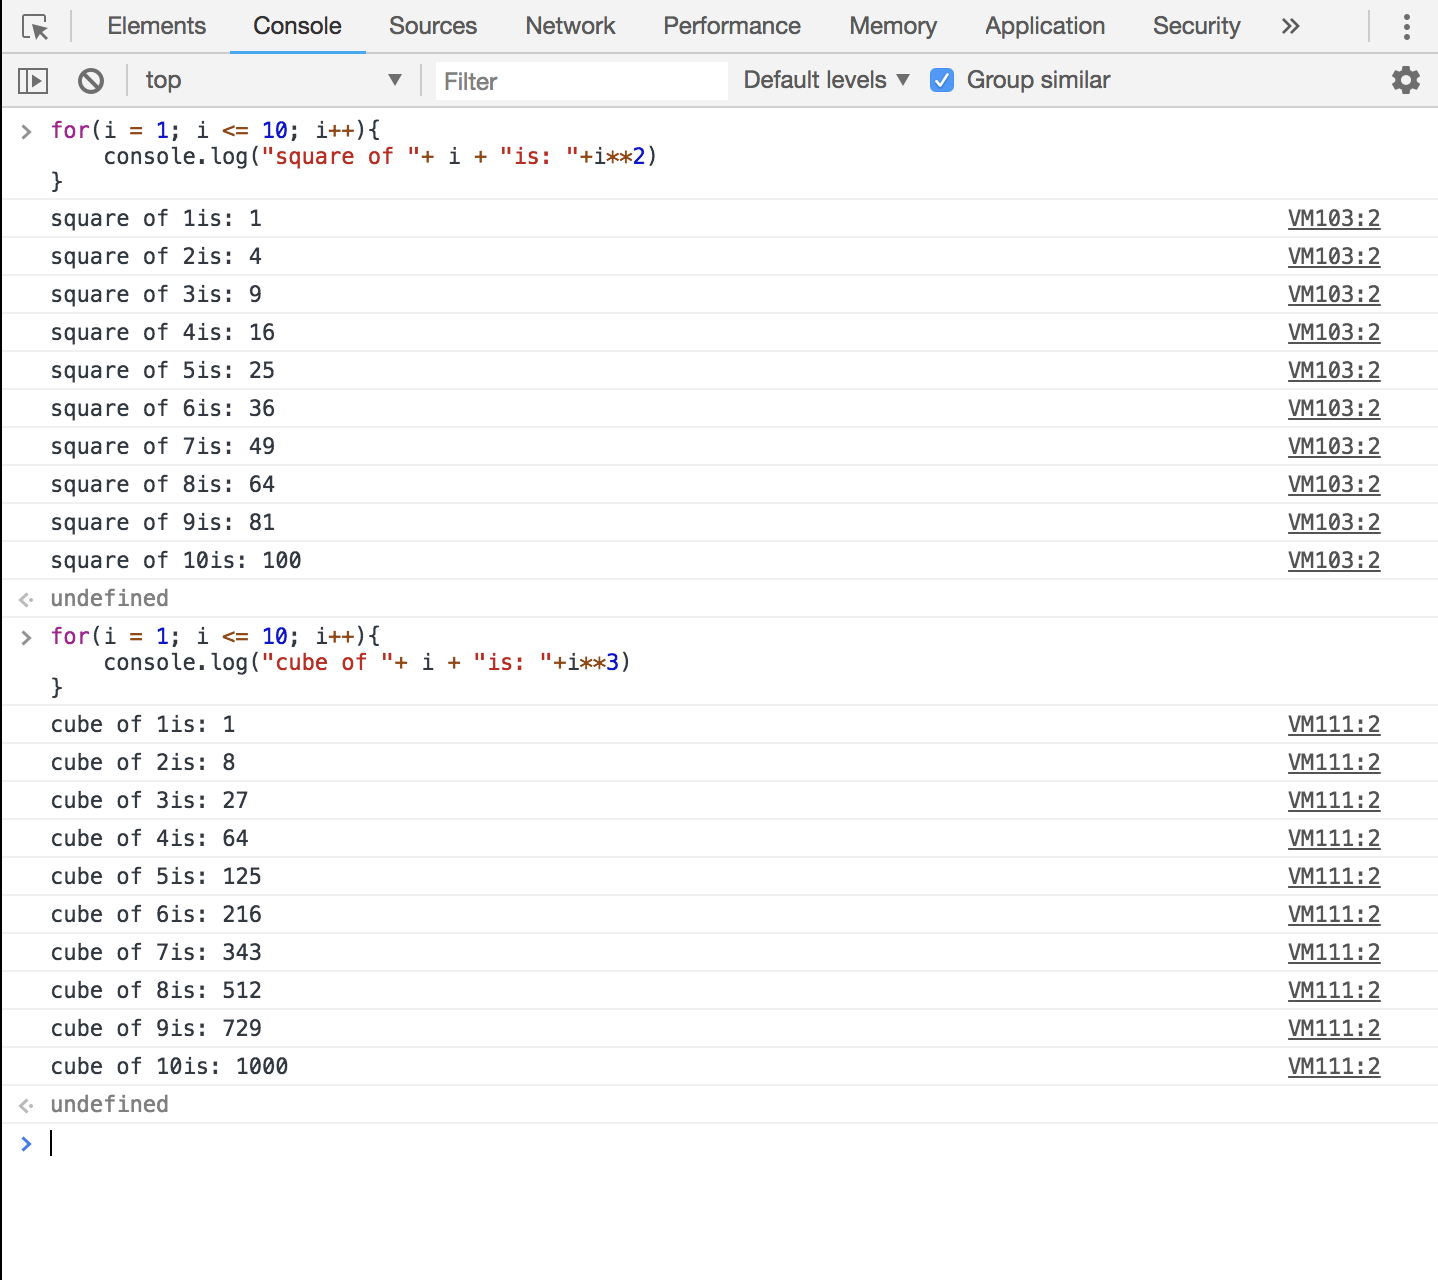 Elements Console Sources Network Performance Memory Application Security »
top ▼ Filter Default levels ▼ Group similar
> for(i = 1; i <= 10; i++){
    console.log("square of "+ i + "is: "+i**2)
}
square of 1is: 1 VM103:2
square of 2is: 4 VM103:2
square of 3is: 9 VM103:2
square of 4is: 16 VM103:2
square of 5is: 25 VM103:2
square of 6is: 36 VM103:2
square of 7is: 49 VM103:2
square of 8is: 64 VM103:2
square of 9is: 81 VM103:2
square of 10is: 100 VM103:2
undefined
> for(i = 1; i <= 10; i++){
    console.log("cube of "+ i + "is: "+i**3)
}
cube of 1is: 1 VM111:2
cube of 2is: 8 VM111:2
cube of 3is: 27 VM111:2
cube of 4is: 64 VM111:2
cube of 5is: 125 VM111:2
cube of 6is: 216 VM111:2
cube of 7is: 343 VM111:2
cube of 8is: 512 VM111:2
cube of 9is: 729 VM111:2
cube of 10is: 1000 VM111:2
undefined
>